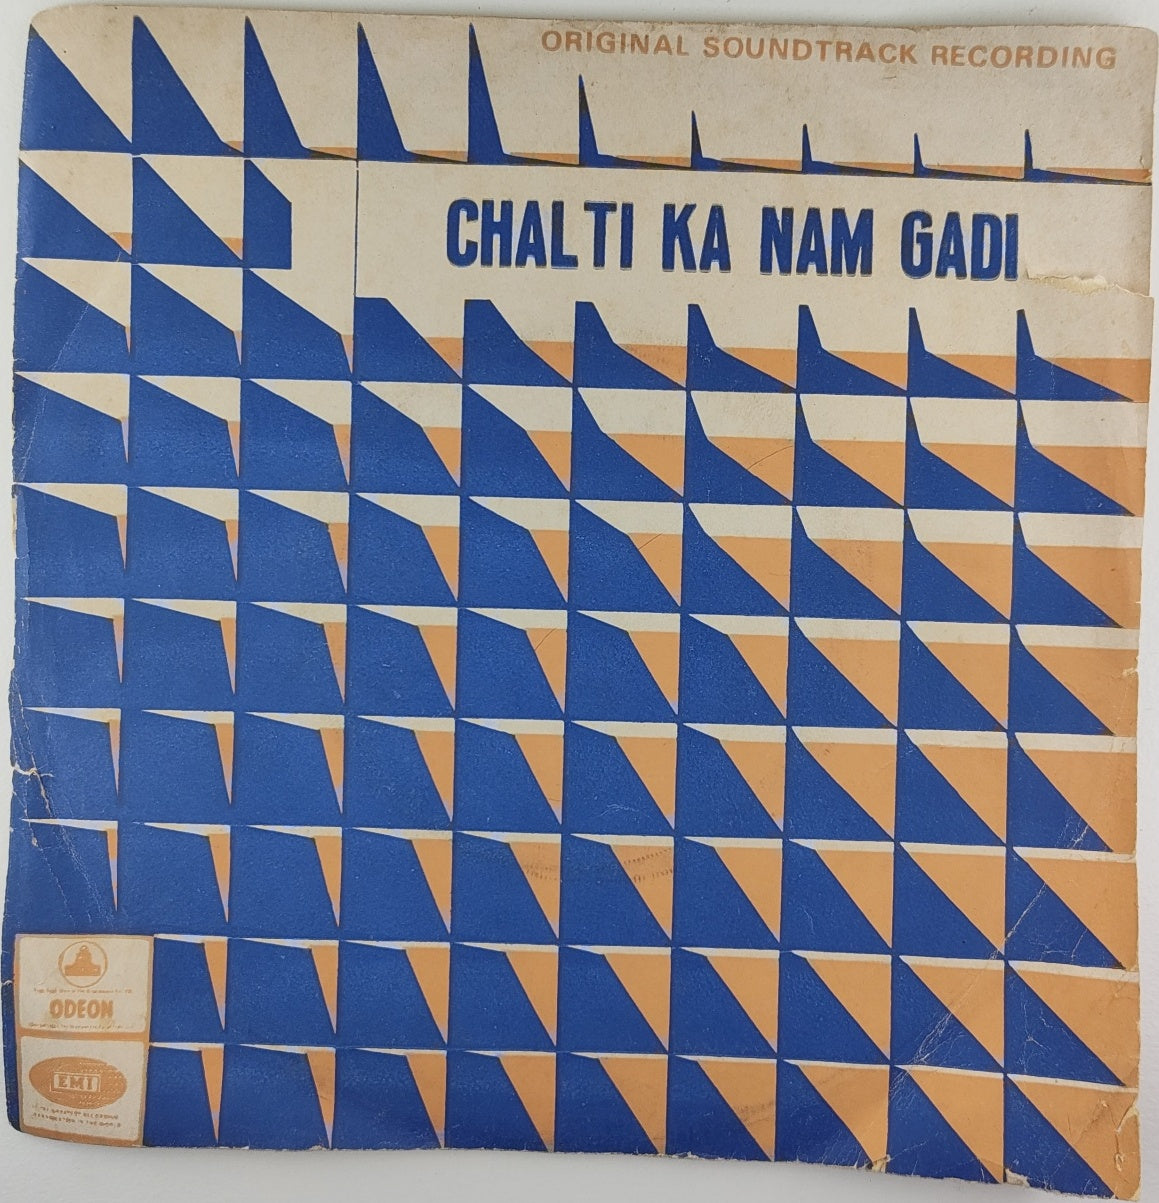 ORIGINAL SOUNDTRACK RECORDING
CHALTI KA NAM GADI
ODEON
EMI